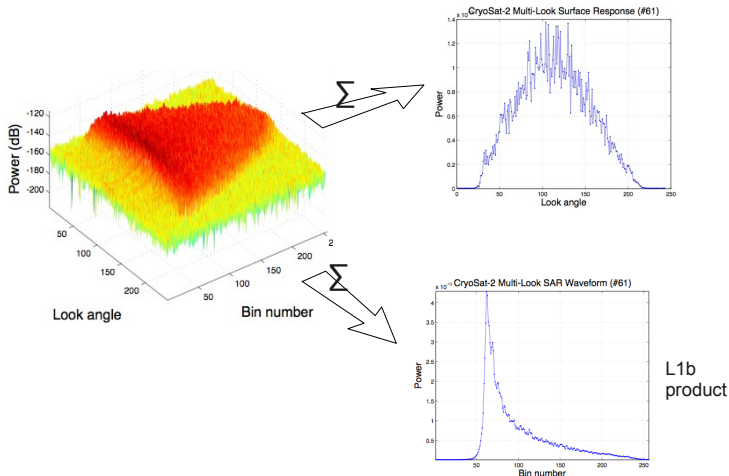 CryoSat-2 Multi-Look Surface Response (#61)
1.4
1.2
1
0.8
0.6
0.4
0.2
0
Power
0 50 100 150 200 250
Look angle
Σ
-120
-140
-160
-180
-200
Power (dB)
50
100
150
200
Look angle
50
100
150
200
2
Bin number
Σ
x 10⁻⁹ CryoSat-2 Multi-Look SAR Waveform (#61)
4
3.5
3
2.5
2
1.5
1
0.5
Power
50 100 150 200 250
Bin number
L1b
product